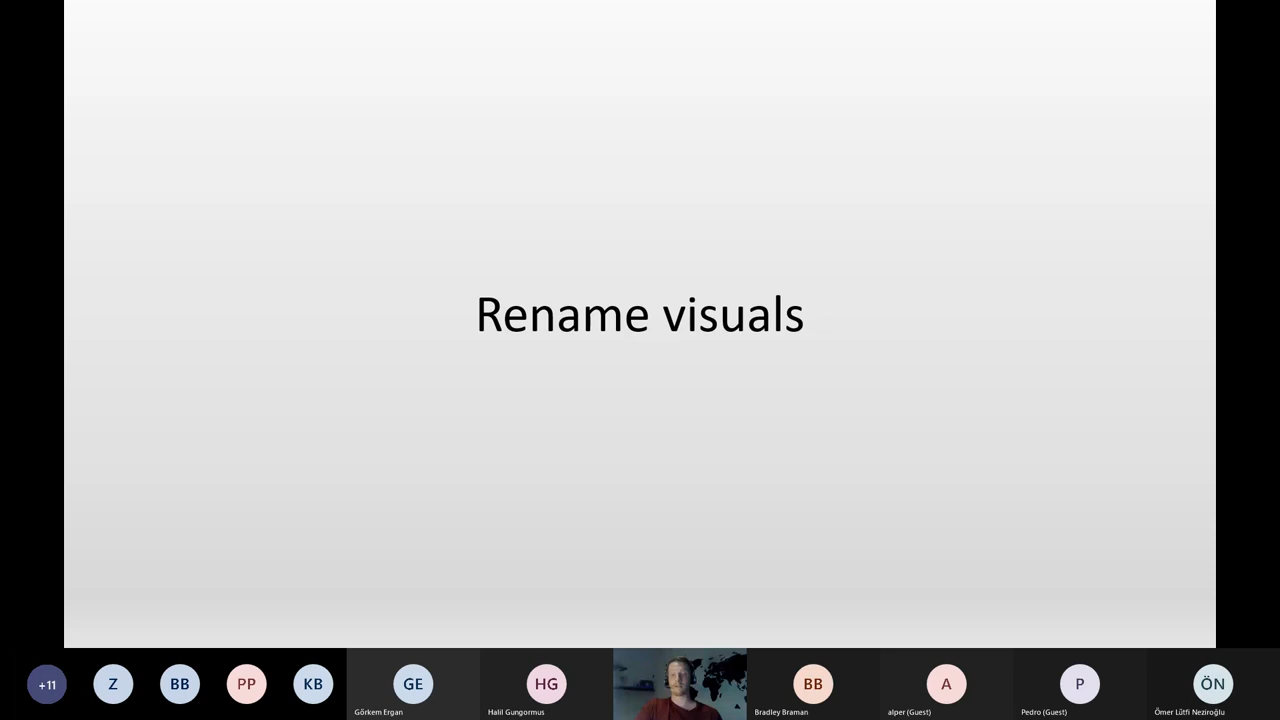 Rename visuals
+11
Z
BB
PP
KB
GE
Görkem Ergan
HG
Halil Gungormus
BB
Bradley Braman
A
alper (Guest)
P
Pedro (Guest)
ÖN
Ömer Lütfi Neziroğlu